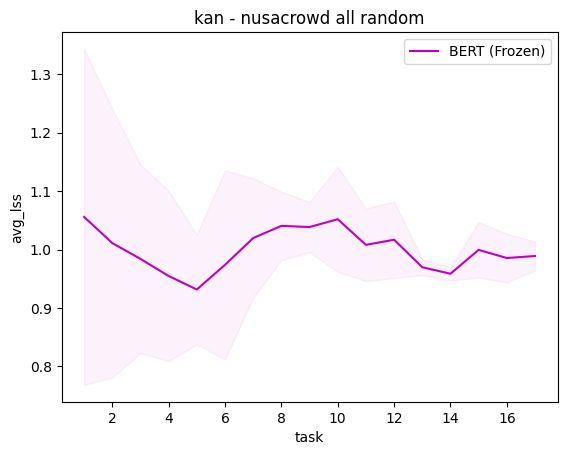 kan - nusacrowd all random
BERT (Frozen)
avg_lss
1.3
1.2
1.1
1.0
0.9
0.8
2 4 6 8 10 12 14 16
task